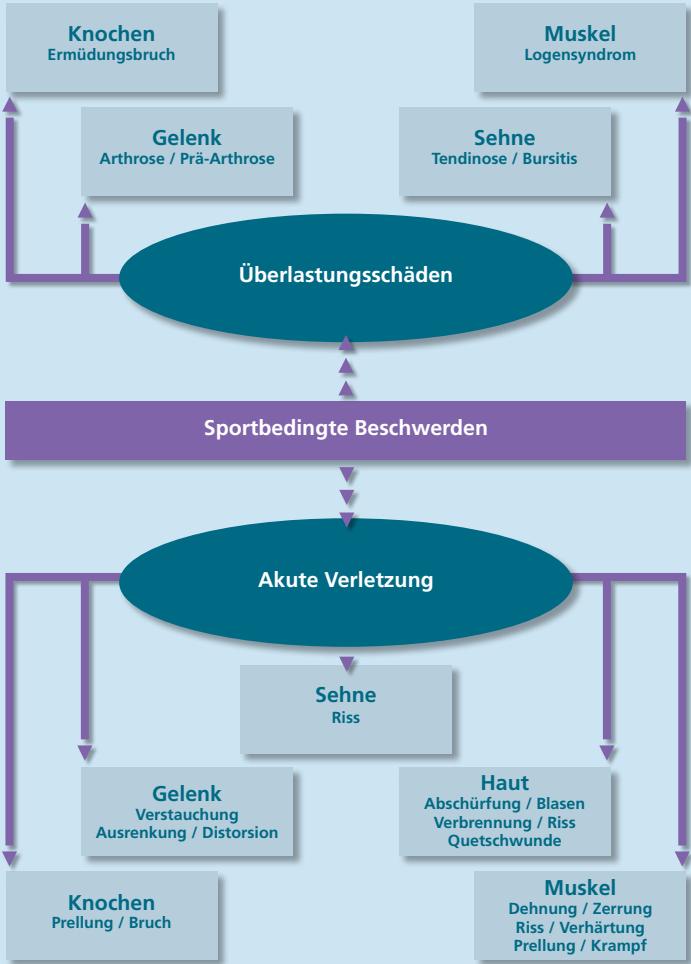 Knochen
Ermüdungsbruch
Muskel
Logensyndrom
Gelenk
Arthrose / Prä-Arthrose
Sehne
Tendinose / Bursitis
Überlastungsschäden
Sportbedingte Beschwerden
Akute Verletzung
Sehne
Riss
Gelenk
Verstauchung
Ausrenkung / Distorsion
Haut
Abschürfung / Blasen
Verbrennung / Riss
Quetschwunde
Knochen
Prellung / Bruch
Muskel
Dehnung / Zerrung
Riss / Verhärtung
Prellung / Krampf